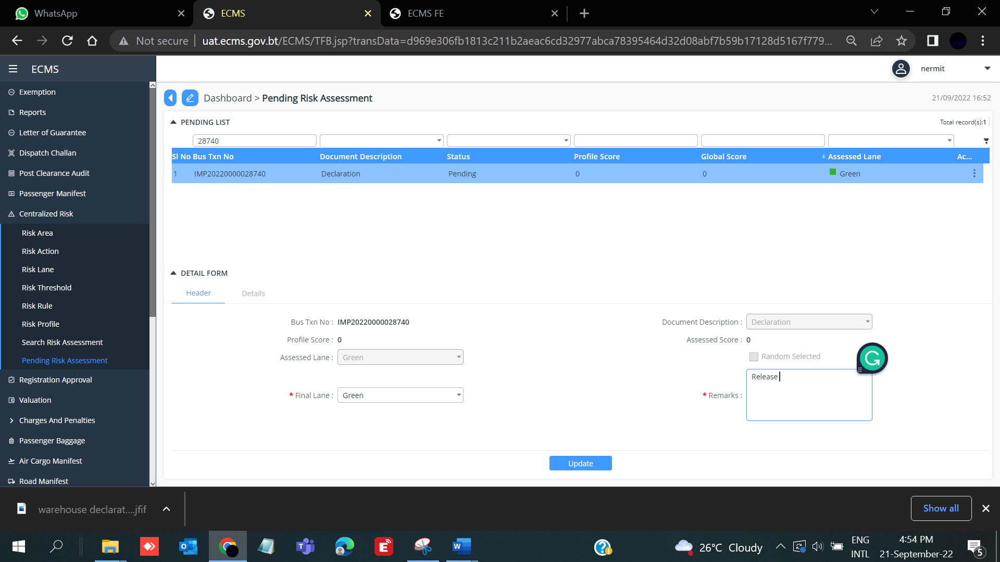 WhatsApp
ECMS
ECMS FE
Not secure
uat.ecms.gov.bt/ECMS/TFB.jsp?transData=d969e306fb1813c211b2aeac6cd32977abca78395464d32d08abf7b59b17128d5167f779...
ECMS
nermit
Exemption
Reports
Letter of Guarantee
Dispatch Challan
Post Clearance Audit
Passenger Manifest
Centralized Risk
Risk Area
Risk Action
Risk Lane
Risk Threshold
Risk Rule
Risk Profile
Search Risk Assessment
Pending Risk Assessment
Registration Approval
Valuation
Charges And Penalties
Passenger Baggage
Air Cargo Manifest
Road Manifest
Dashboard > Pending Risk Assessment
21/09/2022 16:52
PENDING LIST
Total record(s):1
28740
Sl No Bus Txn No Document Description Status Profile Score Global Score Assessed Lane Ac...
1 IMP20220000028740 Declaration Pending 0 0 Green
DETAIL FORM
Header Details
Bus Txn No : IMP20220000028740
Document Description : Declaration
Profile Score : 0
Assessed Score : 0
Assessed Lane : Green
Random Selected
* Final Lane : Green
* Remarks : Release
Update
warehouse declarat....jfif
Show all
26°C Cloudy
ENG
INTL
4:54 PM
21-September-22
5